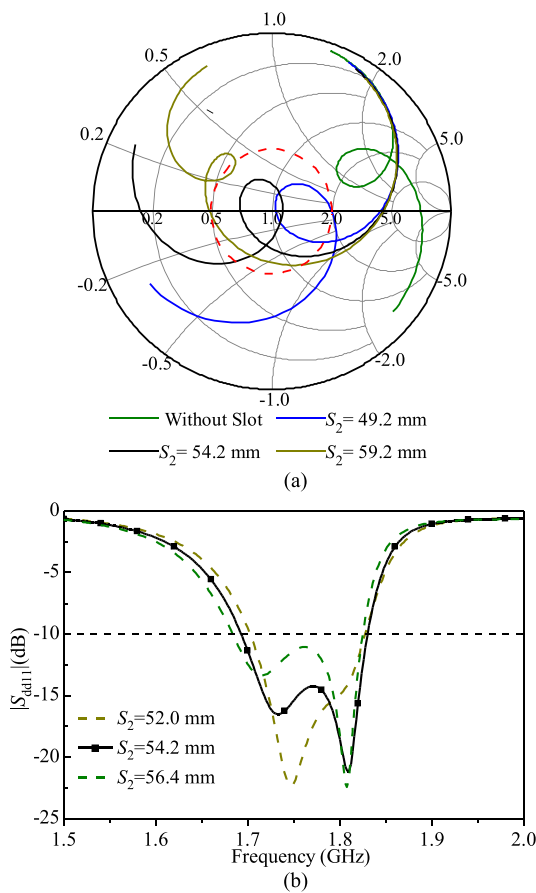 1.0
0.5
2.0
0.2
5.0
0.2
0.5
1.0
2.0
5.0
-0.2
-5.0
-0.5
-2.0
-1.0
Without Slot
S2= 49.2 mm
S2= 54.2 mm
S2= 59.2 mm
(a)
0
-5
-10
-15
-20
-25
|Sdd11|(dB)
S2=52.0 mm
S2=54.2 mm
S2=56.4 mm
1.5 1.6 1.7 1.8 1.9 2.0
Frequency (GHz)
(b)